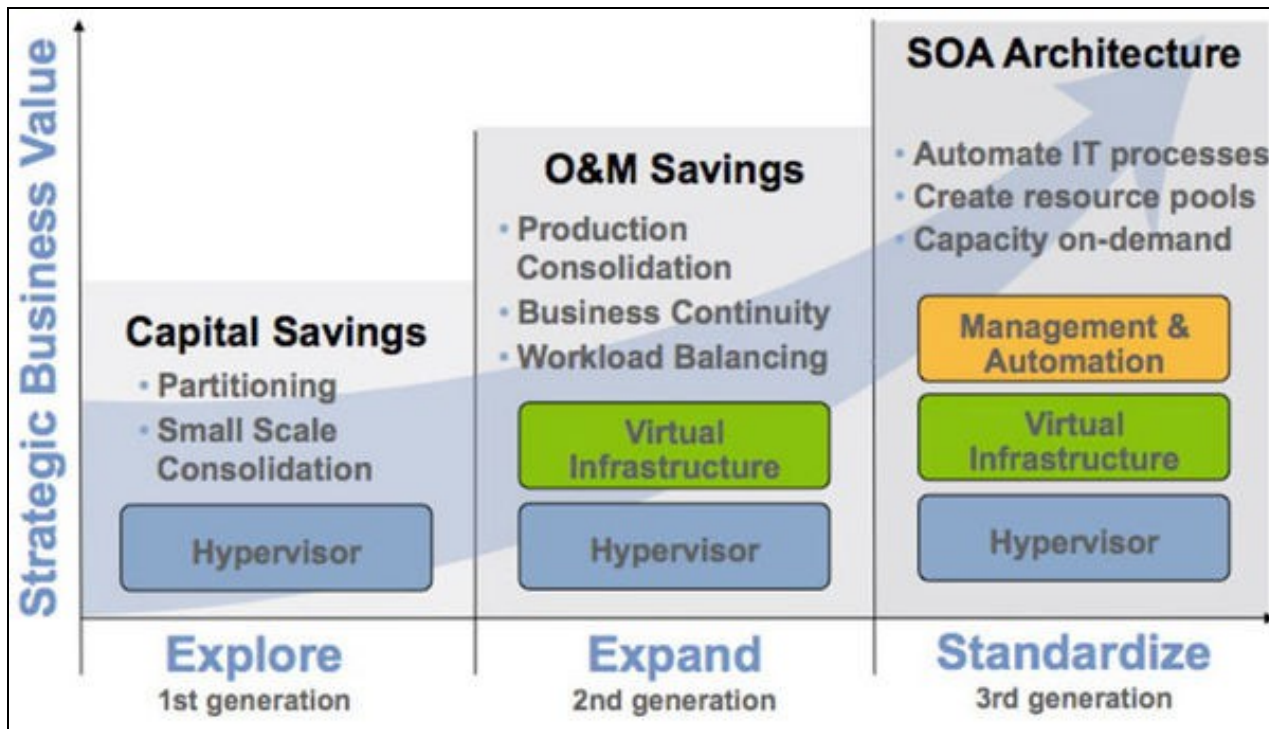 Strategic Business Value
Capital Savings
• Partitioning
• Small Scale
Consolidation
Hypervisor
Explore
1st generation
O&M Savings
• Production
Consolidation
• Business Continuity
• Workload Balancing
Virtual
Infrastructure
Hypervisor
Expand
2nd generation
SOA Architecture
• Automate IT processes
• Create resource pools
• Capacity on-demand
Management &
Automation
Virtual
Infrastructure
Hypervisor
Standardize
3rd generation